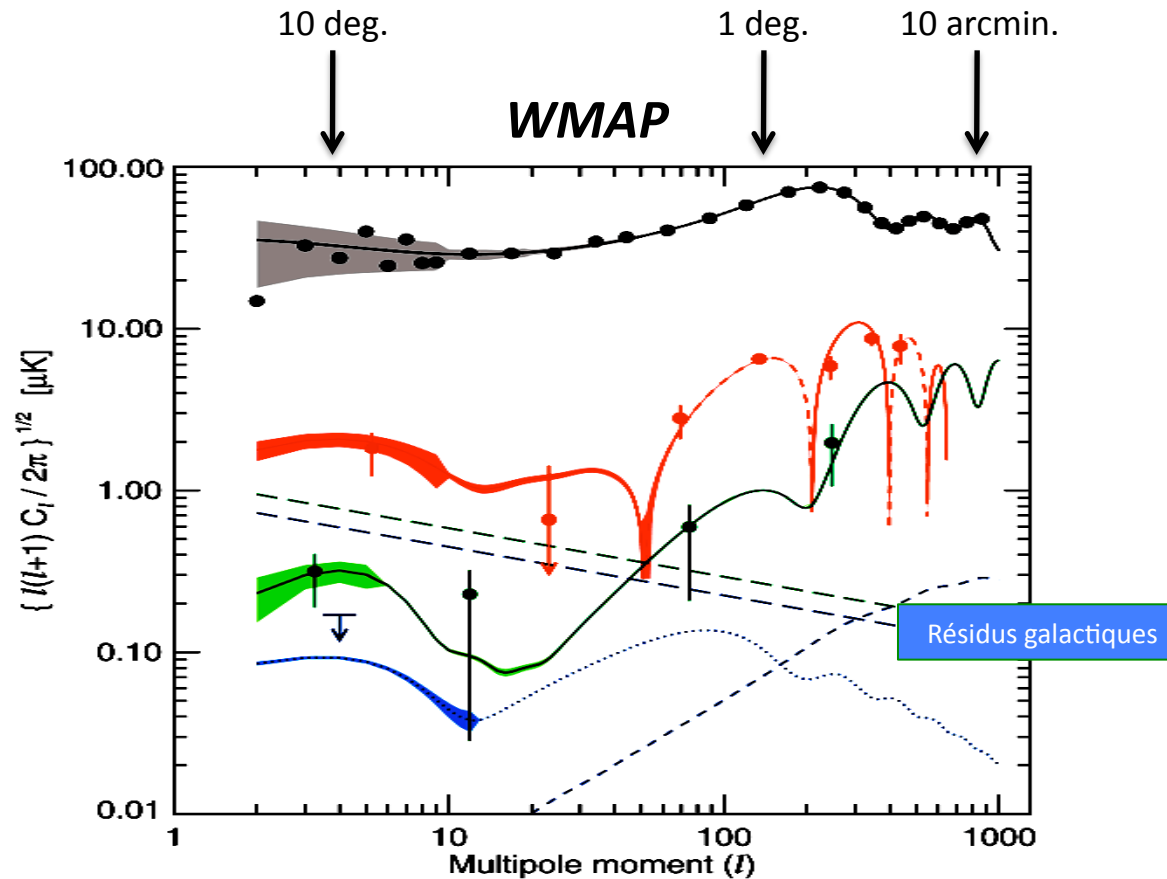 10 deg.
1 deg.
10 arcmin.
WMAP
100.00
10.00
1.00
0.10
0.01
{ l(l+1) Cl / 2π }1/2 [μK]
Résidus galactiques
1
10
100
1000
Multipole moment (l)